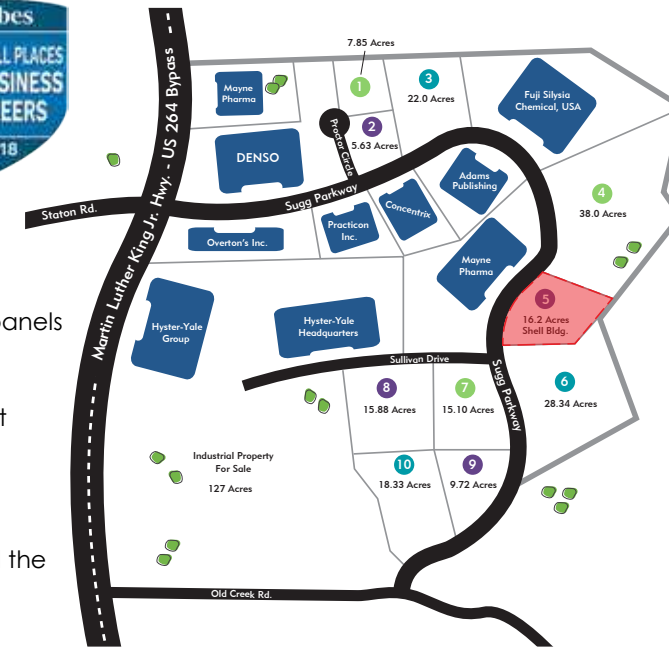 bes
LL PLACES
SINESS
EERS
18
panels
t
the
7.85 Acres
1
2
5.63 Acres
3
22.0 Acres
Fuji Silysia
Chemical, USA
Mayne
Pharma
DENSO
Proctor Circle
Sugg Parkway
Staton Rd.
Martin Luther King Jr. Hwy. - US 264 Bypass
Overton's Inc.
Practicon
Inc.
Concentrix
Adams
Publishing
Mayne
Pharma
4
38.0 Acres
5
16.2 Acres
Shell Bldg.
Hyster-Yale
Group
Hyster-Yale
Headquarters
Sullivan Drive
Sugg Parkway
6
28.34 Acres
8
15.88 Acres
7
15.10 Acres
10
18.33 Acres
9
9.72 Acres
Industrial Property
For Sale
127 Acres
Old Creek Rd.